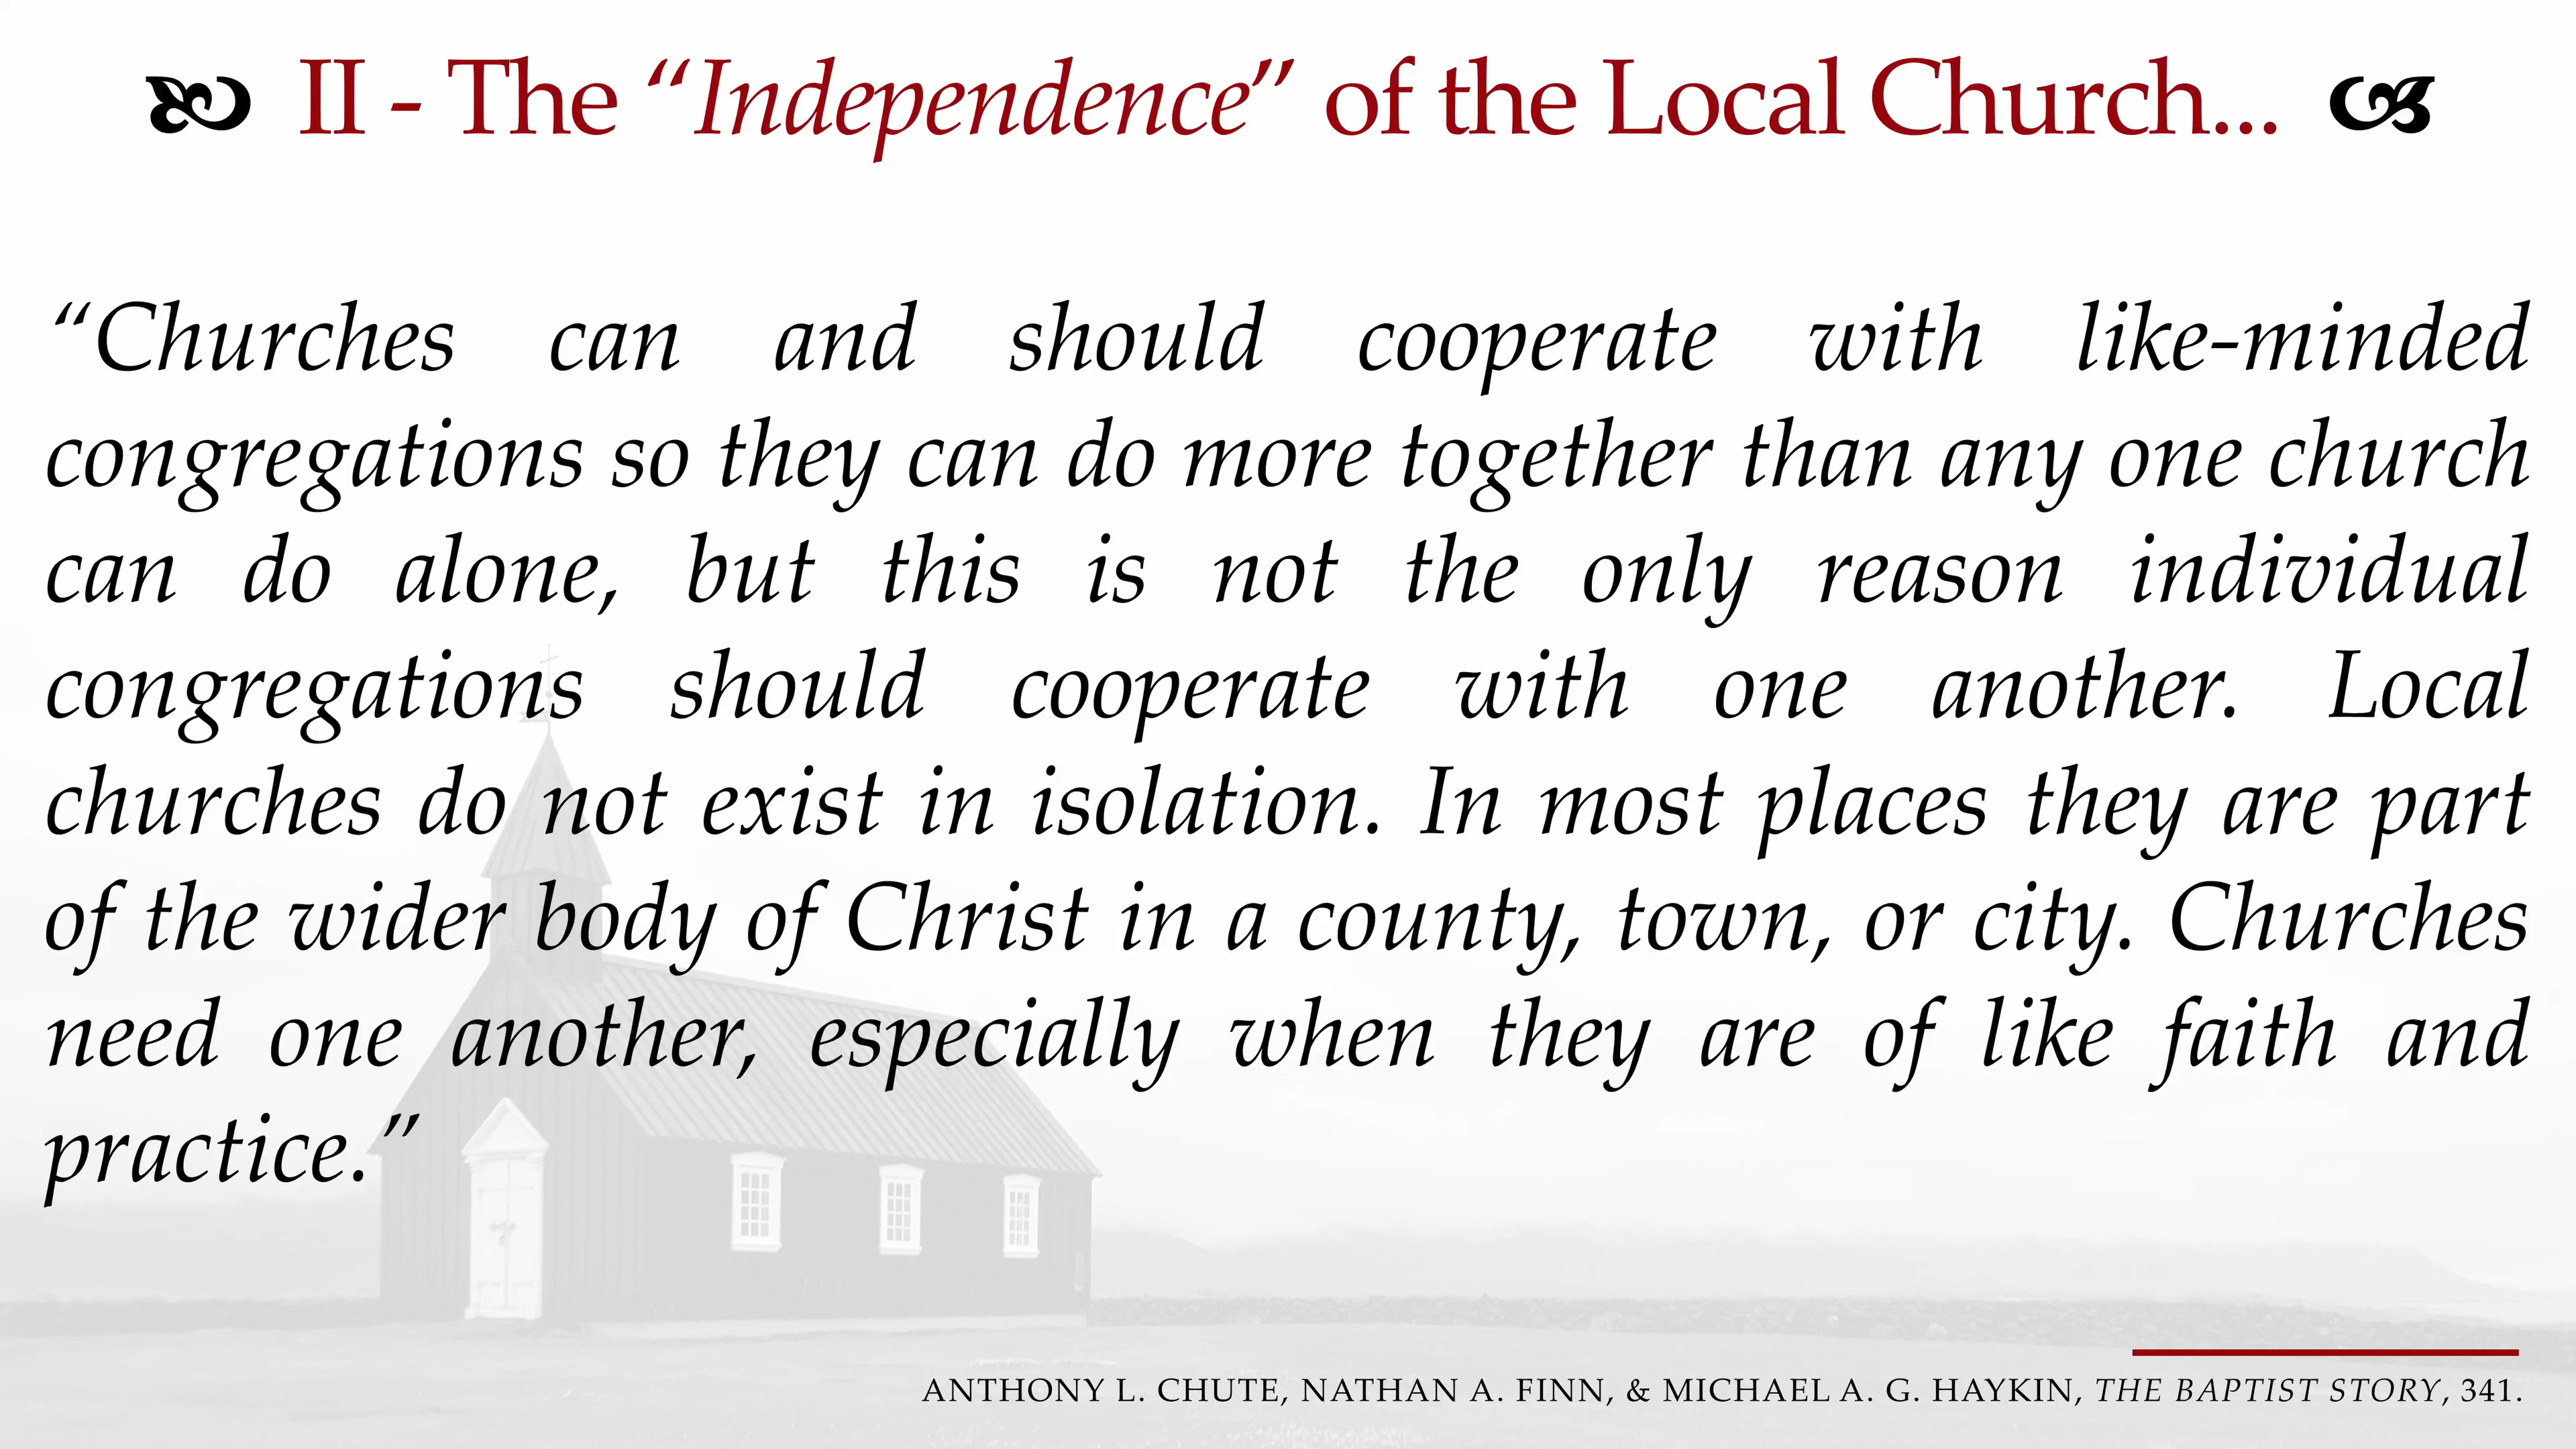 II - The “Independence” of the Local Church...
“Churches can and should cooperate with like-minded
congregations so they can do more together than any one church
can do alone, but this is not the only reason individual
congregations should cooperate with one another. Local
churches do not exist in isolation. In most places they are part
of the wider body of Christ in a county, town, or city. Churches
need one another, especially when they are of like faith and
practice.”
ANTHONY L. CHUTE, NATHAN A. FINN, & MICHAEL A. G. HAYKIN, THE BAPTIST STORY, 341.